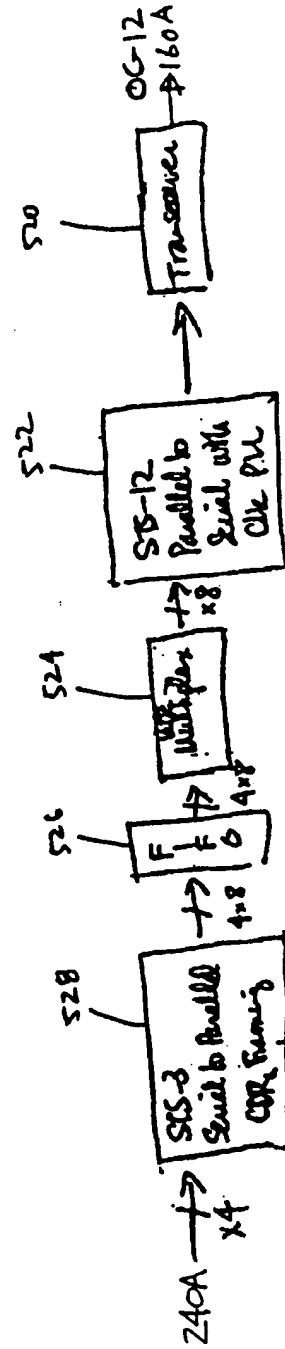 240A
x4
528
STS-3
Serial to Parallel
CDR, Framing
4x8
526
F
I
F
O
4x8
524
Multiplex
x8
522
STS-12
Parallel to
Serial with
Clk PLL
520
Transceiver
OC-12
160A